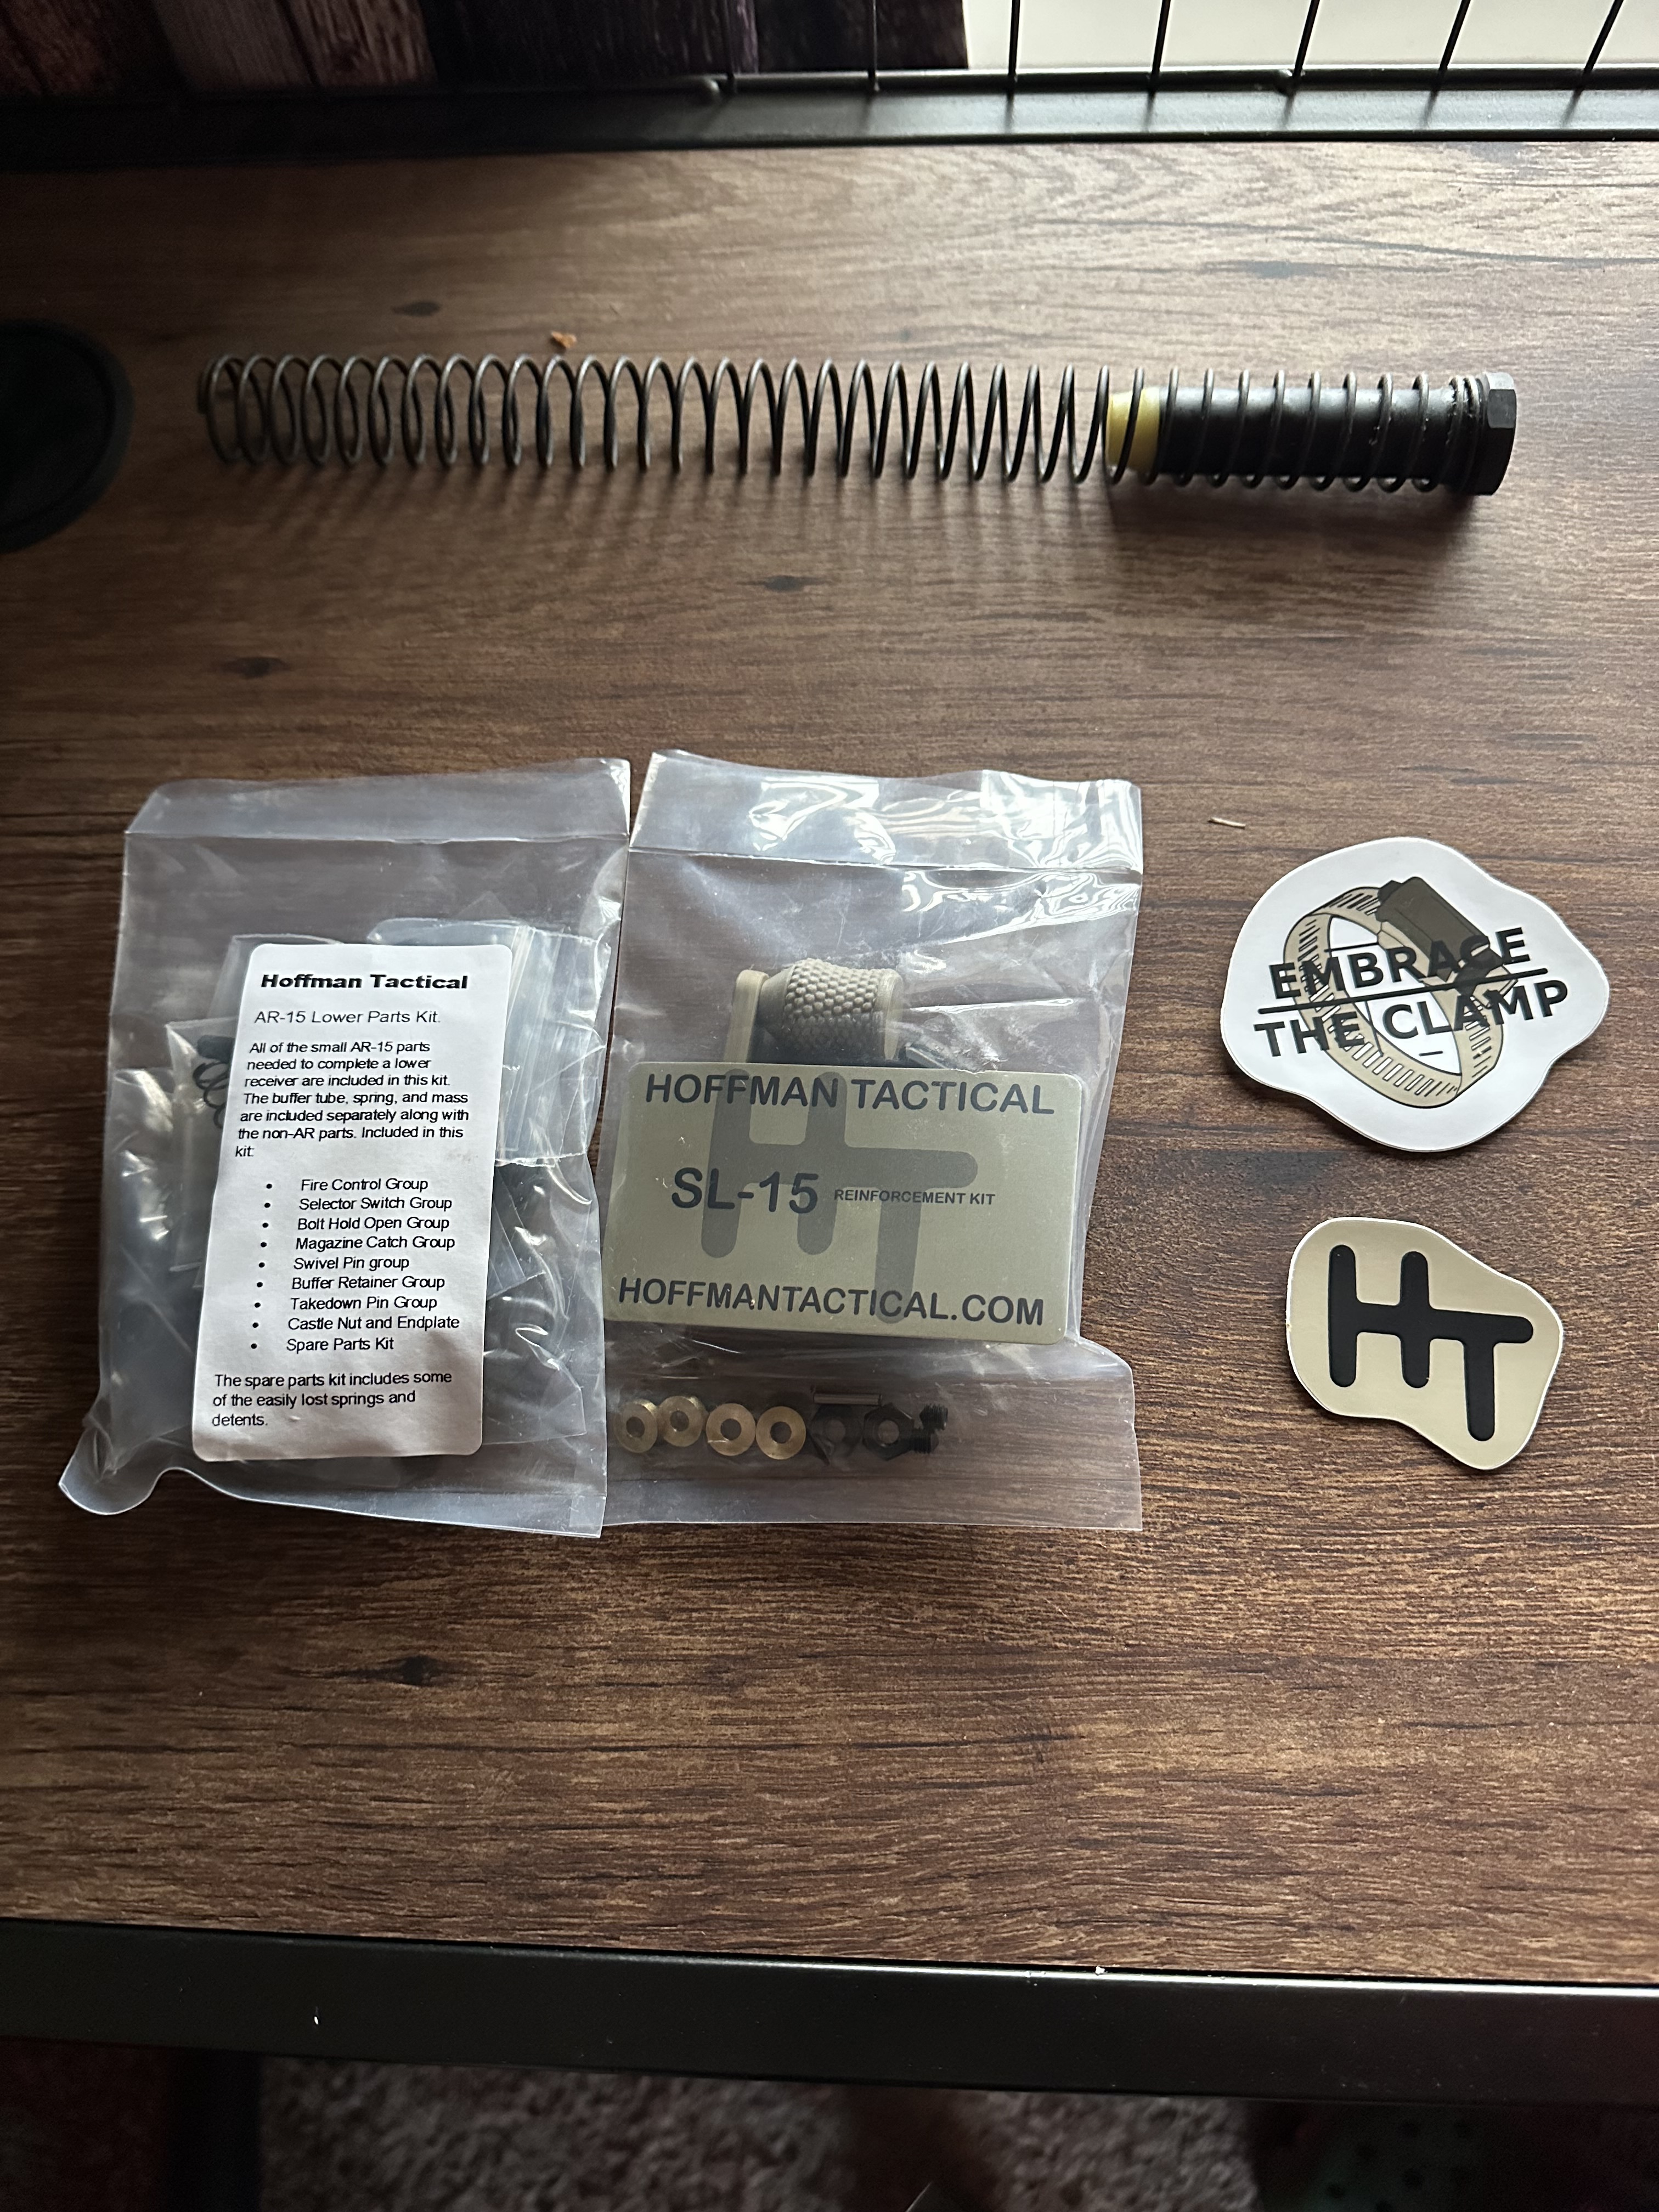 Hoffman Tactical
AR-15 Lower Parts Kit.
All of the small AR-15 parts
needed to complete a lower
receiver are included in this kit.
The buffer tube, spring, and mass
are included separately along with
the non-AR parts. Included in this
kit:
• Fire Control Group
• Selector Switch Group
• Bolt Hold Open Group
• Magazine Catch Group
• Swivel Pin group
• Buffer Retainer Group
• Takedown Pin Group
• Castle Nut and Endplate
• Spare Parts Kit
The spare parts kit includes some
of the easily lost springs and
detents.
HOFFMAN TACTICAL
HT
SL-15 REINFORCEMENT KIT
HOFFMANTACTICAL.COM
EMBRACE
THE CLAMP
HT